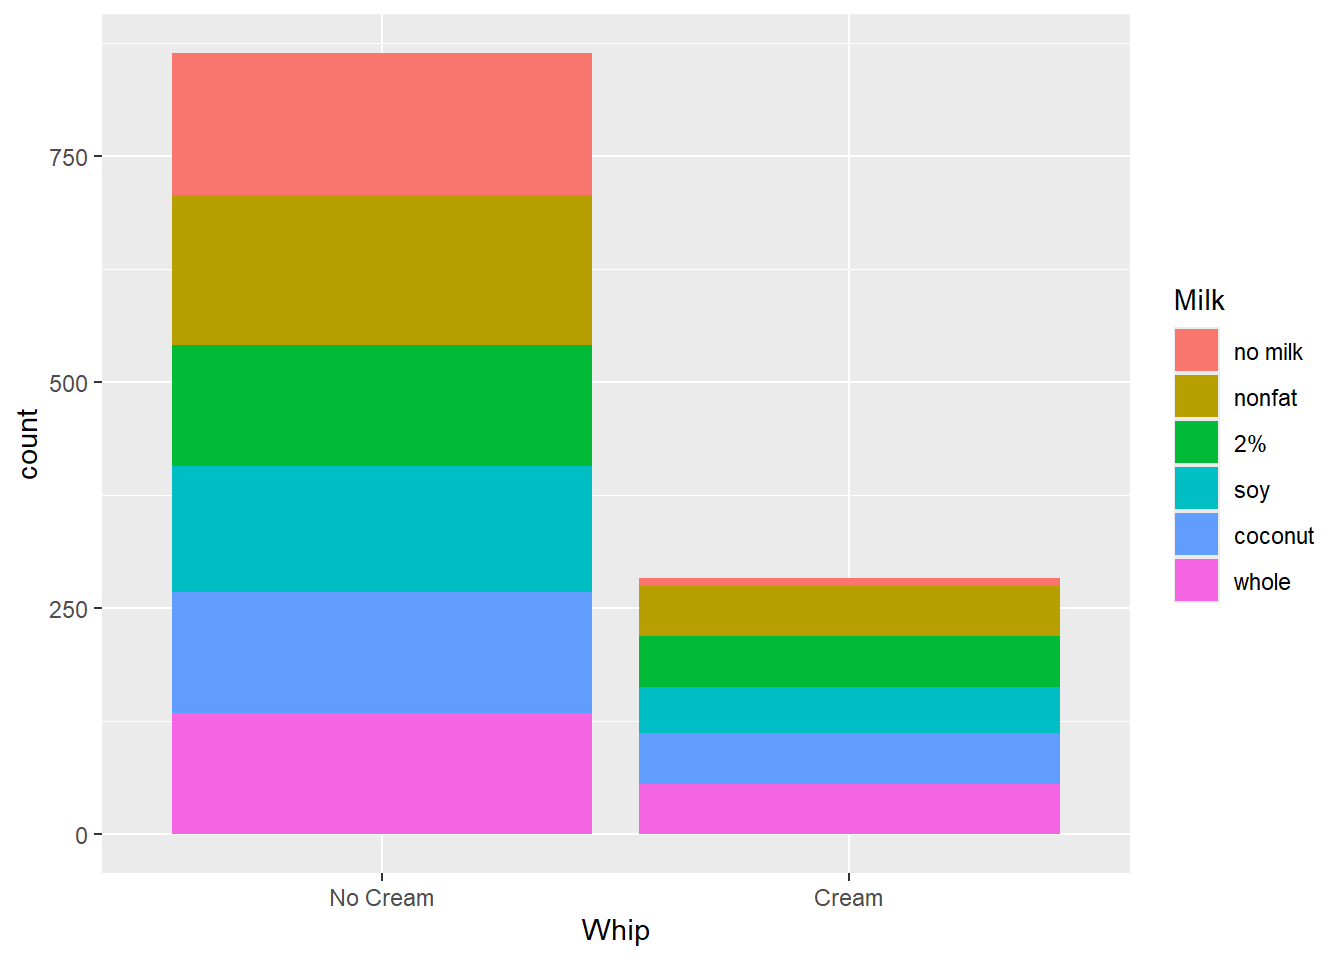 750
500
250
0
count
No Cream
Cream
Whip
Milk
no milk
nonfat
2%
soy
coconut
whole